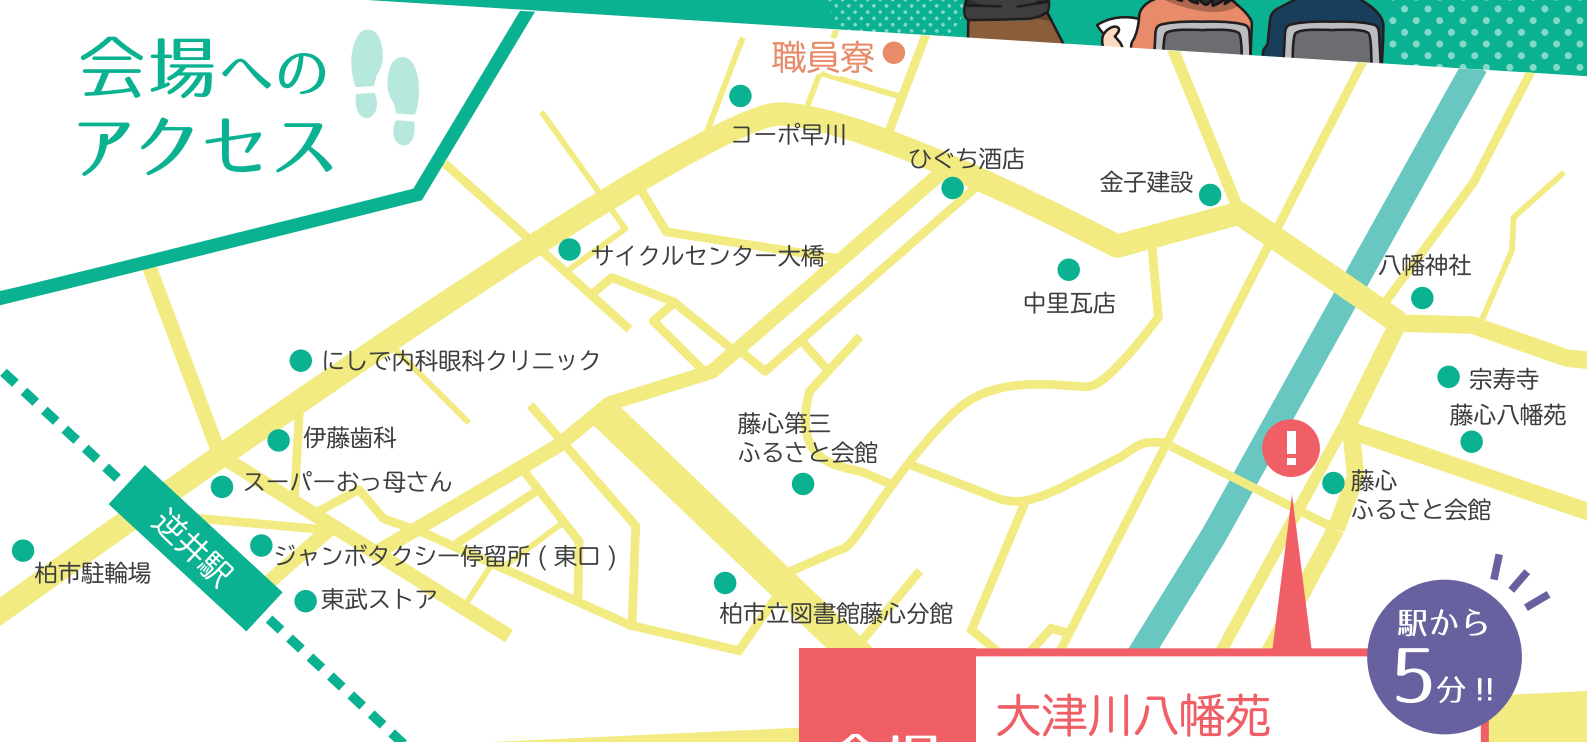 会場への
アクセス
職員寮
コーポ早川
ひぐち酒店
金子建設
サイクルセンター大橋
八幡神社
中里瓦店
にしで内科眼科クリニック
宗寿寺
藤心八幡苑
伊藤歯科
藤心第三
ふるさと会館
スーパーおっ母さん
藤心
ふるさと会館
逆井駅
ジャンボタクシー停留所(東口)
柏市駐輪場
東武ストア
柏市立図書館藤心分館
!
駅から
5分!!
大津川八幡苑
会場